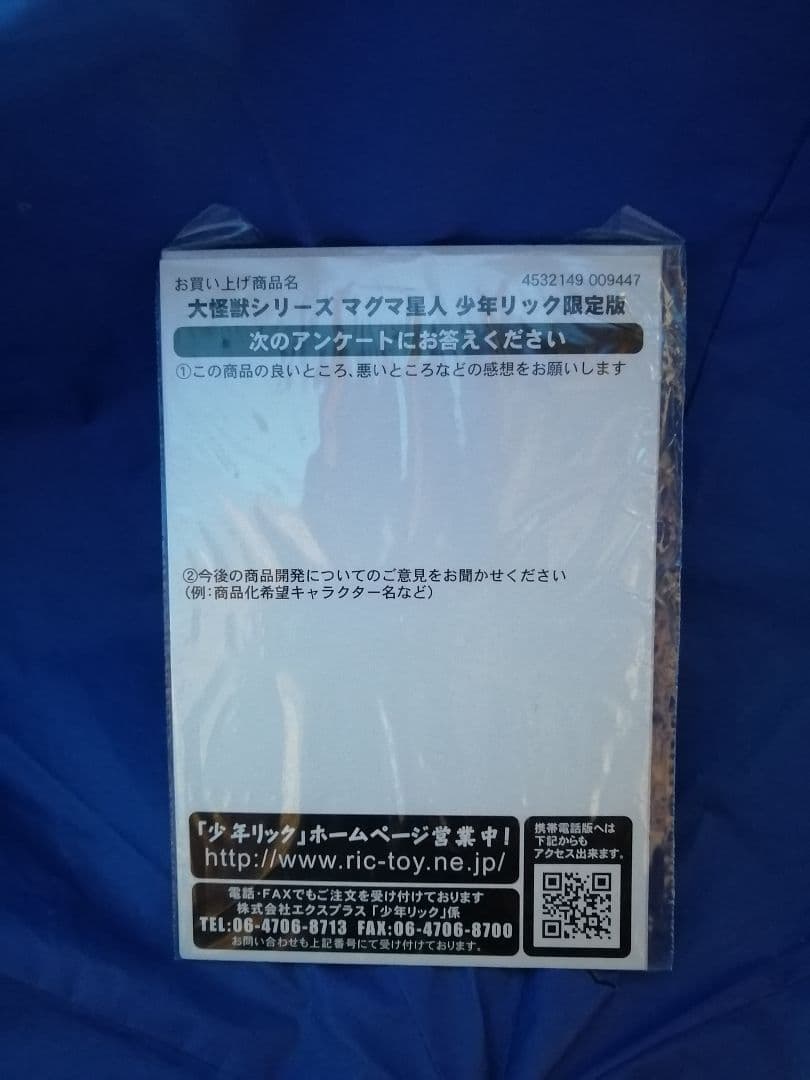 お買い上げ商品名
4532149 009447
大怪獣シリーズ マグマ星人 少年リック限定版
次のアンケートにお答えください
①この商品の良いところ、悪いところなどの感想をお願いします
②今後の商品開発についてのご意見をお聞かせください
(例:商品化希望キャラクター名など)
「少年リック」ホームページ営業中!
http://www.ric-toy.ne.jp/
電話・FAXでもご注文を受け付けております
株式会社エクスプラス「少年リック」係
TEL:06-4706-8713 FAX:06-4706-8700
お問い合わせも上記番号にて受け付けております。
携帯電話版へは
下記からも
アクセス出来ます。